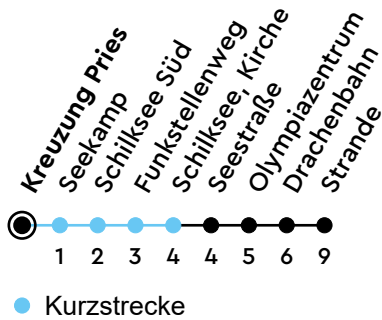 Kreuzung Pries
Seekamp
Schilksee Süd
Funkstellenweg
Schilksee, Kirche
Seestraße
Olympiazentrum
Drachenbahn
Strande
1 2 3 4 4 5 6 9
Kurzstrecke